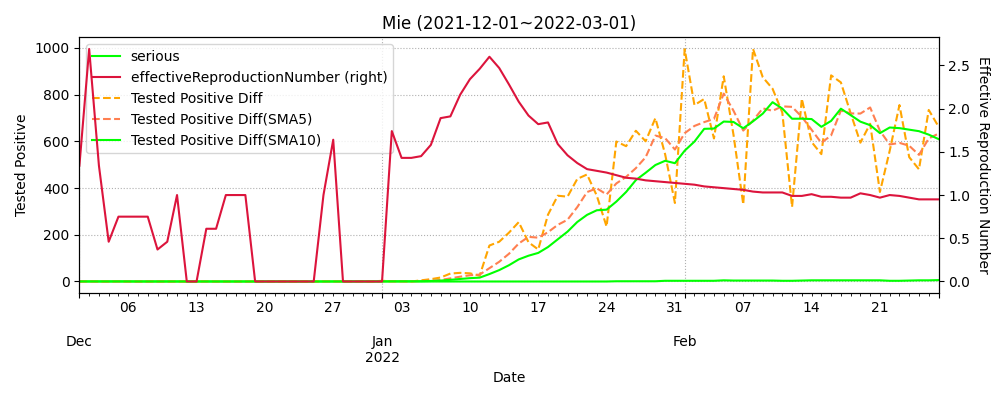 Mie (2021-12-01~2022-03-01)
serious
effectiveReproductionNumber (right)
Tested Positive Diff
Tested Positive Diff(SMA5)
Tested Positive Diff(SMA10)
Tested Positive
1000
800
600
400
200
0
Effective Reproduction Number
2.5
2.0
1.5
1.0
0.5
0.0
06 13 20 27 03 10 17 24 31 07 14 21
Dec Jan Feb
2022
Date